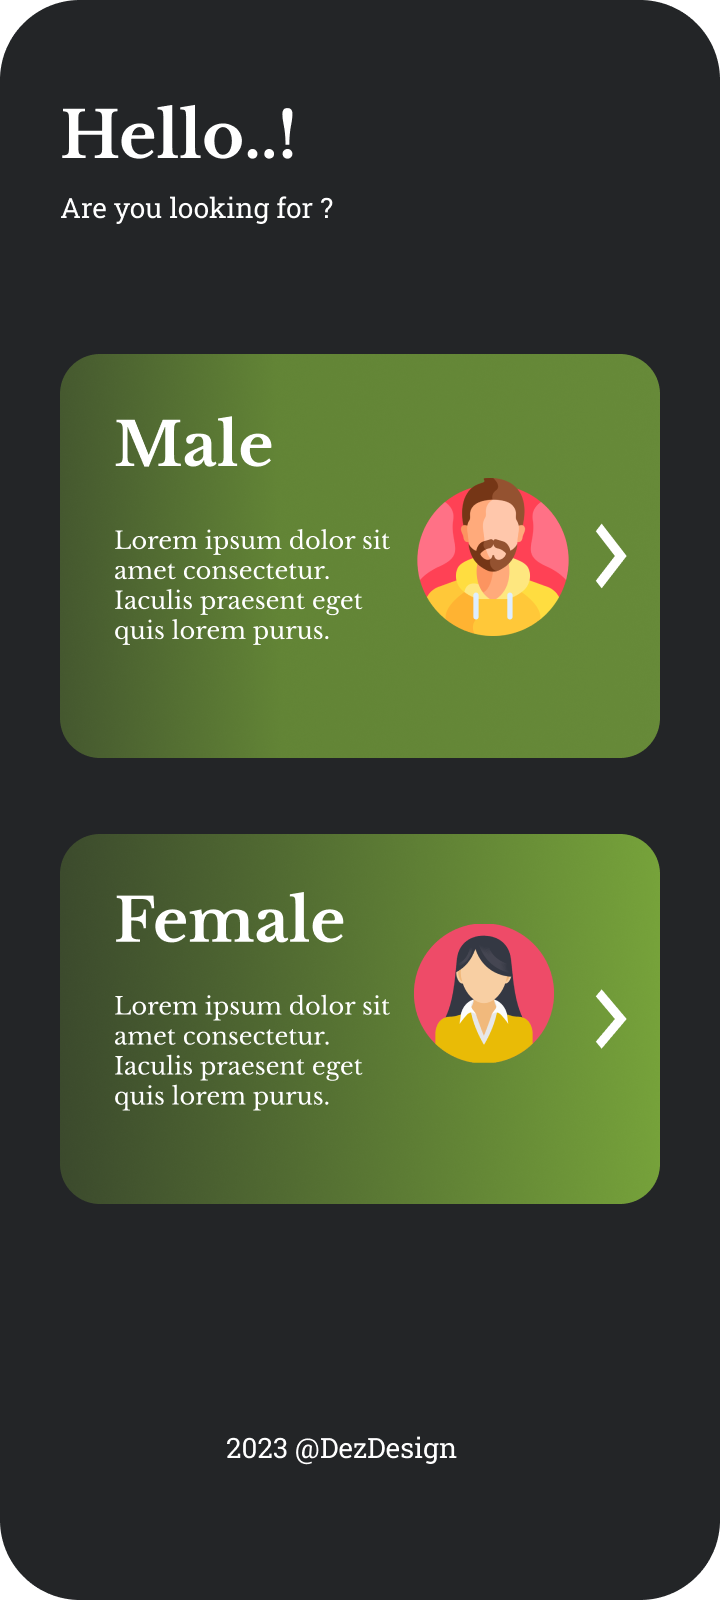 Hello..!
Are you looking for ?
Male
Lorem ipsum dolor sit
amet consectetur.
Iaculis praesent eget
quis lorem purus.
Female
Lorem ipsum dolor sit
amet consectetur.
Iaculis praesent eget
quis lorem purus.
2023 @DezDesign